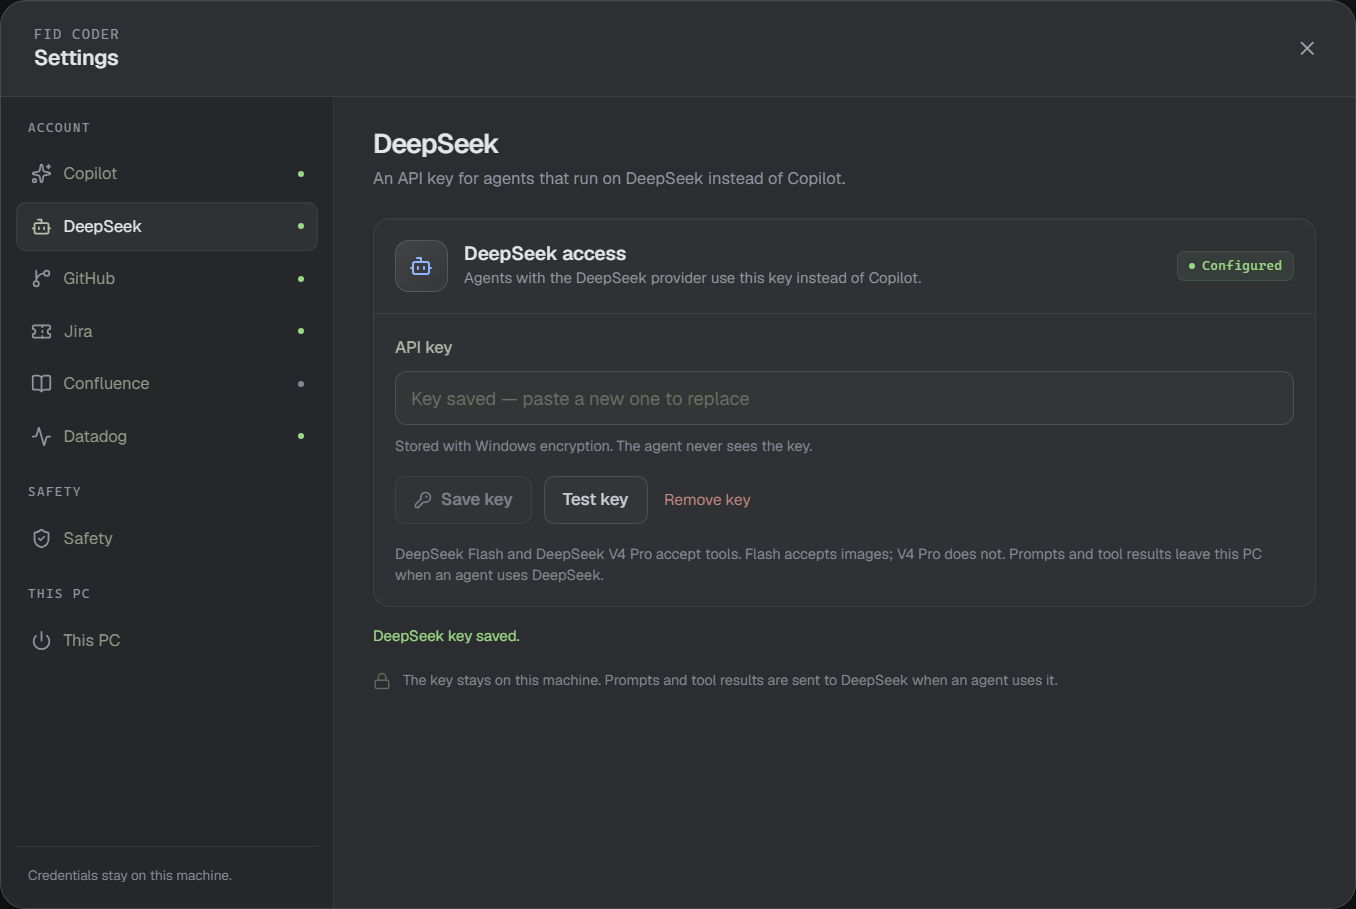 FID CODER
Settings
ACCOUNT
Copilot
DeepSeek
GitHub
Jira
Confluence
Datadog
SAFETY
Safety
THIS PC
This PC
Credentials stay on this machine.
DeepSeek
An API key for agents that run on DeepSeek instead of Copilot.
DeepSeek access
Agents with the DeepSeek provider use this key instead of Copilot.
Configured
API key
Key saved — paste a new one to replace
Stored with Windows encryption. The agent never sees the key.
Save key
Test key
Remove key
DeepSeek Flash and DeepSeek V4 Pro accept tools. Flash accepts images; V4 Pro does not. Prompts and tool results leave this PC
when an agent uses DeepSeek.
DeepSeek key saved.
The key stays on this machine. Prompts and tool results are sent to DeepSeek when an agent uses it.